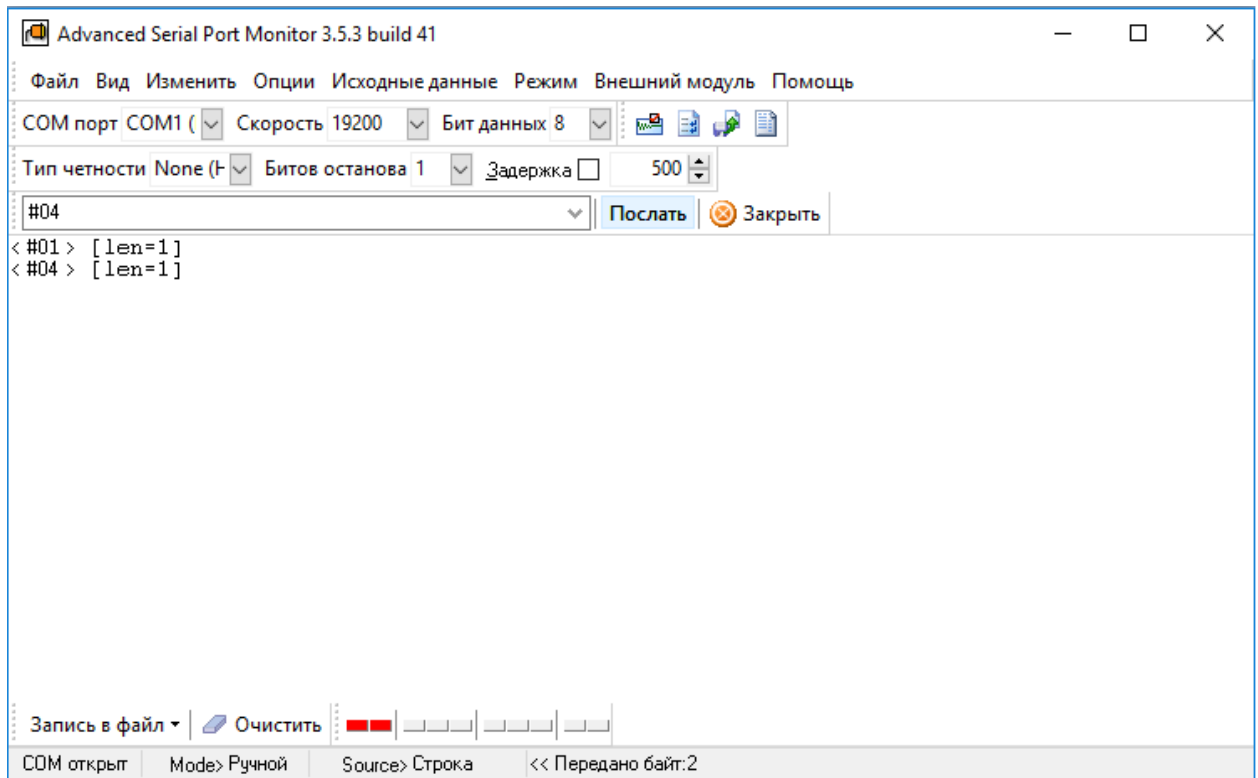 Advanced Serial Port Monitor 3.5.3 build 41
Файл Вид Изменить Опции Исходные данные Режим Внешний модуль Помощь
COM порт COM1 ( Скорость 19200 Бит данных 8
Тип четности None (Н Битов останова 1 Задержка 500
#04 Послать Закрыть
<#01> [len=1]
<#04> [len=1]
Запись в файл Очистить
COM открыт Mode> Ручной Source> Строка << Передано байт:2